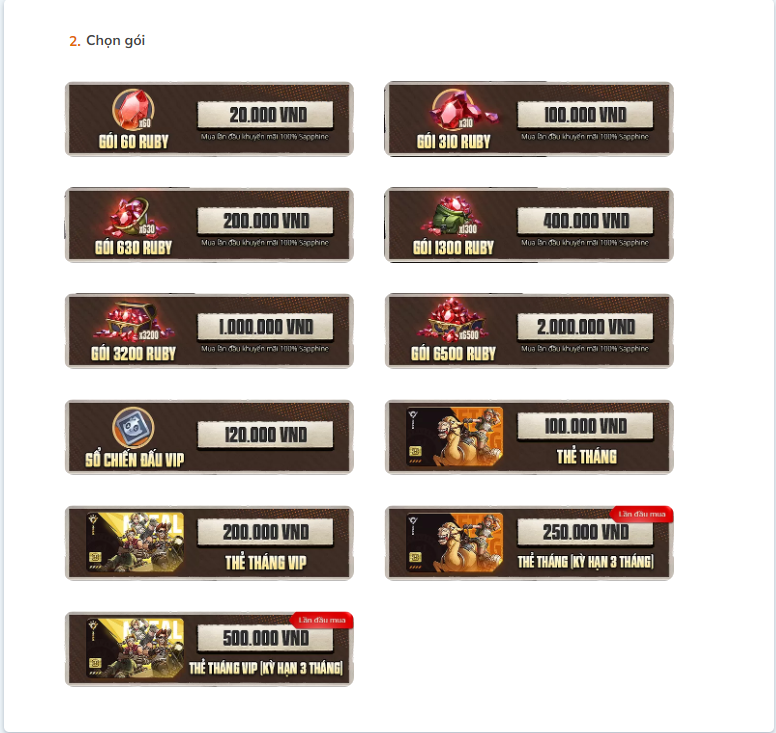 2. Chọn gói
x60
GÓI 60 RUBY
20.000 VND
Mua lần đầu khuyến mãi 100% Sapphire
x310
GÓI 310 RUBY
100.000 VND
Mua lần đầu khuyến mãi 100% Sapphire
x630
GÓI 630 RUBY
200.000 VND
Mua lần đầu khuyến mãi 100% Sapphire
x1300
GÓI 1300 RUBY
400.000 VND
Mua lần đầu khuyến mãi 100% Sapphire
x3200
GÓI 3200 RUBY
1.000.000 VND
Mua lần đầu khuyến mãi 100% Sapphire
x6500
GÓI 6500 RUBY
2.000.000 VND
Mua lần đầu khuyến mãi 100% Sapphire
SỔ CHIẾN ĐẤU VIP
120.000 VND
100.000 VND
THẺ THÁNG
200.000 VND
THẺ THÁNG VIP
Lần đầu mua
250.000 VND
THẺ THÁNG [KỲ HẠN 3 THÁNG]
Lần đầu mua
500.000 VND
THẺ THÁNG VIP [KỲ HẠN 3 THÁNG]